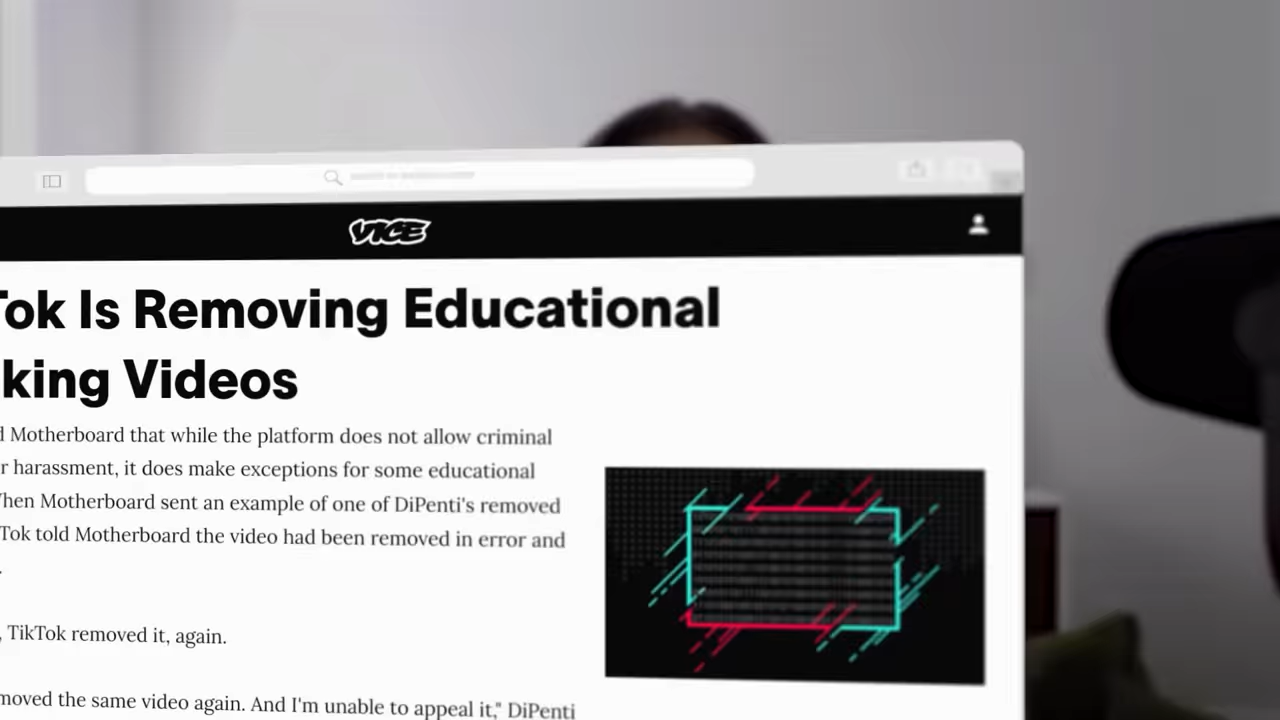 VICE
Tok Is Removing Educational
king Videos
d Motherboard that while the platform does not allow criminal
r harassment, it does make exceptions for some educational
When Motherboard sent an example of one of DiPenti's removed
Tok told Motherboard the video had been removed in error and
.
, TikTok removed it, again.
moved the same video again. And I'm unable to appeal it," DiPenti